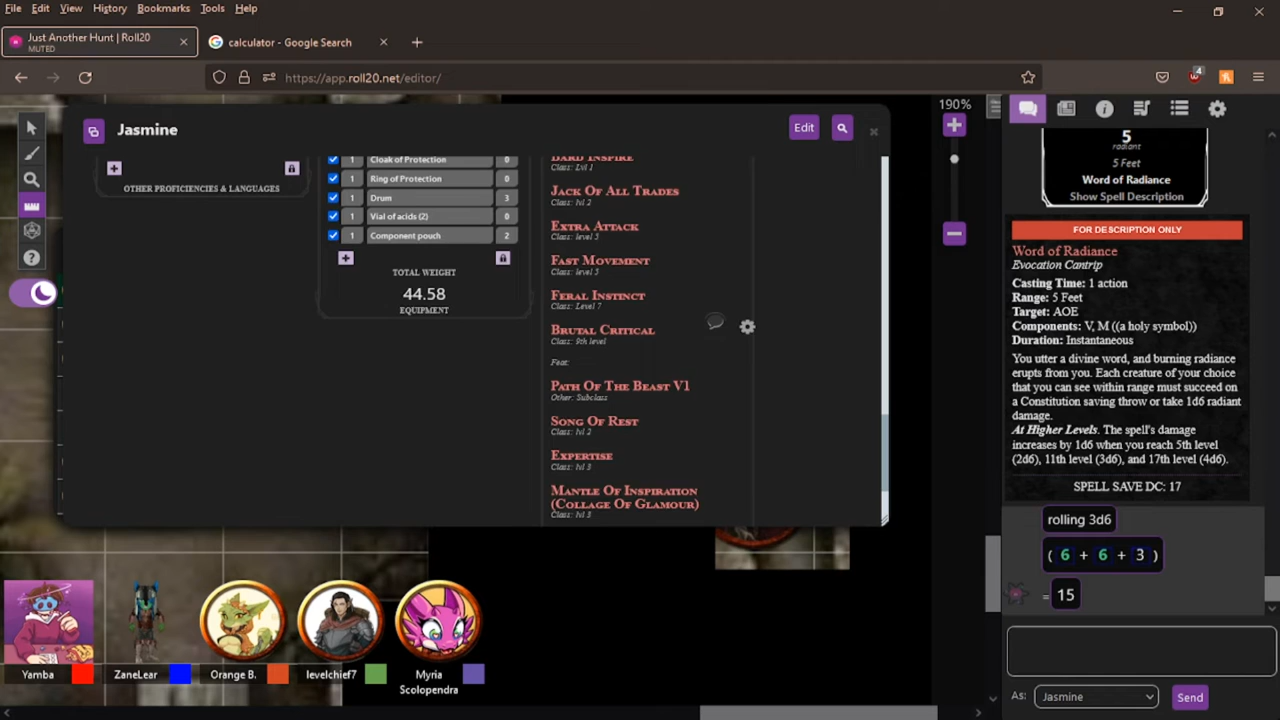 File Edit View History Bookmarks Tools Help
Just Another Hunt | Roll20
MUTED
calculator - Google Search
https://app.roll20.net/editor/
4
Jasmine
Edit
190%
OTHER PROFICIENCIES & LANGUAGES
1 Cloak of Protection 0
1 Ring of Protection 0
1 Drum 3
1 Vial of acids (2) 0
1 Component pouch 2
TOTAL WEIGHT
44.58
EQUIPMENT
BARD INSPIRE
Class: Lvl 1
JACK OF ALL TRADES
Class: lvl 2
EXTRA ATTACK
Class: level 5
FAST MOVEMENT
Class: level 5
FERAL INSTINCT
Class: Level 7
BRUTAL CRITICAL
Class: 9th level
Feat:
PATH OF THE BEAST V1
Other: Subclass
SONG OF REST
Class: lvl 2
EXPERTISE
Class: lvl 3
MANTLE OF INSPIRATION
(COLLAGE OF GLAMOUR)
Class: lvl 3
5
radiant
5 Feet
Word of Radiance
Show Spell Description
FOR DESCRIPTION ONLY
Word of Radiance
Evocation Cantrip
Casting Time: 1 action
Range: 5 Feet
Target: AOE
Components: V, M ((a holy symbol))
Duration: Instantaneous
You utter a divine word, and burning radiance
erupts from you. Each creature of your choice
that you can see within range must succeed on
a Constitution saving throw or take 1d6 radiant
damage.
At Higher Levels. The spell's damage
increases by 1d6 when you reach 5th level
(2d6), 11th level (3d6), and 17th level (4d6).
SPELL SAVE DC: 17
rolling 3d6
( 6 + 6 + 3 )
= 15
As: Jasmine
Send
Yamba
ZaneLear
Orange B.
levelchief7
Myria
Scolopendra